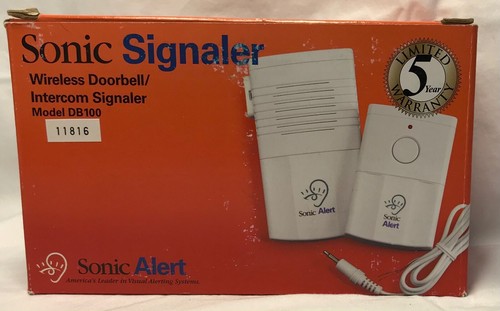 Sonic Signaler
Wireless Doorbell/
Intercom Signaler
Model DB100
11816
LIMITED
5 Year
WARRANTY
Sonic Alert
Sonic
Alert
Sonic Alert
America's Leader in Visual Alerting Systems